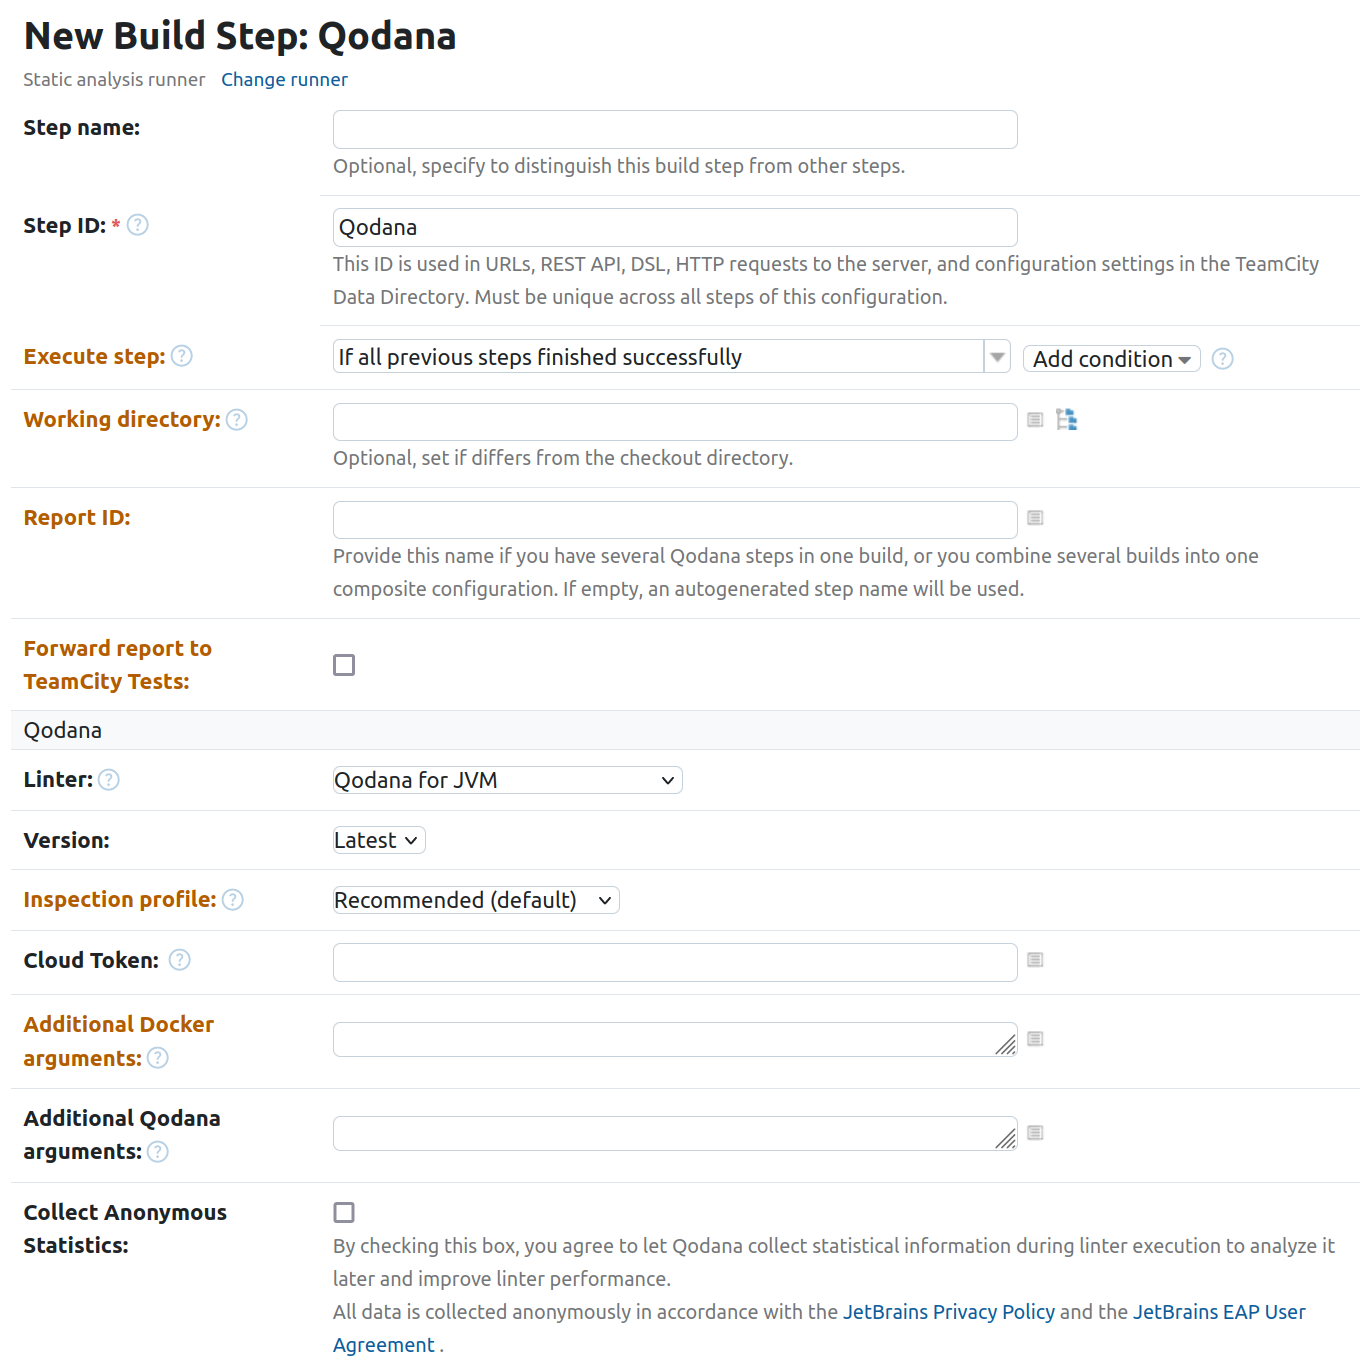 New Build Step: Qodana
Static analysis runner Change runner
Step name:
Optional, specify to distinguish this build step from other steps.
Step ID: * ?
Qodana
This ID is used in URLs, REST API, DSL, HTTP requests to the server, and configuration settings in the TeamCity
Data Directory. Must be unique across all steps of this configuration.
Execute step: ?
If all previous steps finished successfully
Add condition ?
Working directory: ?
Optional, set if differs from the checkout directory.
Report ID:
Provide this name if you have several Qodana steps in one build, or you combine several builds into one
composite configuration. If empty, an autogenerated step name will be used.
Forward report to
TeamCity Tests:
Qodana
Linter: ?
Qodana for JVM
Version:
Latest
Inspection profile: ?
Recommended (default)
Cloud Token: ?
Additional Docker
arguments: ?
Additional Qodana
arguments: ?
Collect Anonymous
Statistics:
By checking this box, you agree to let Qodana collect statistical information during linter execution to analyze it
later and improve linter performance.
All data is collected anonymously in accordance with the JetBrains Privacy Policy and the JetBrains EAP User
Agreement .